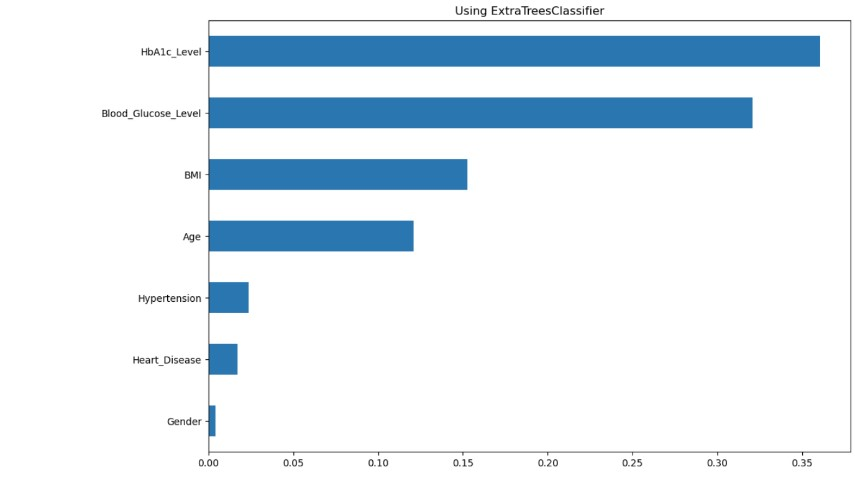 Using ExtraTreesClassifier
HbA1c_Level
Blood_Glucose_Level
BMI
Age
Hypertension
Heart_Disease
Gender
0.00 0.05 0.10 0.15 0.20 0.25 0.30 0.35